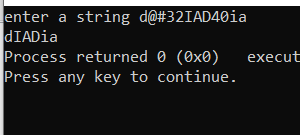 enter a string d@#32IAD40ia
dIADia
Process returned 0 (0x0)   execut
Press any key to continue.